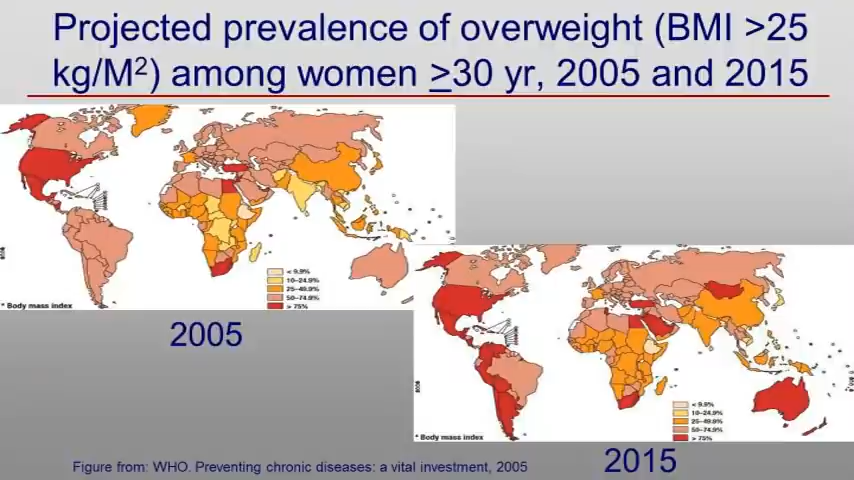 Projected prevalence of overweight (BMI >25
kg/M²) among women >30 yr, 2005 and 2015
< 9.9%
10–24.9%
25–49.9%
50–74.9%
> 75%
* Body mass index
2005
< 9.9%
10–24.9%
25–49.9%
50–74.9%
> 75%
* Body mass index
2015
Figure from: WHO. Preventing chronic diseases: a vital investment, 2005